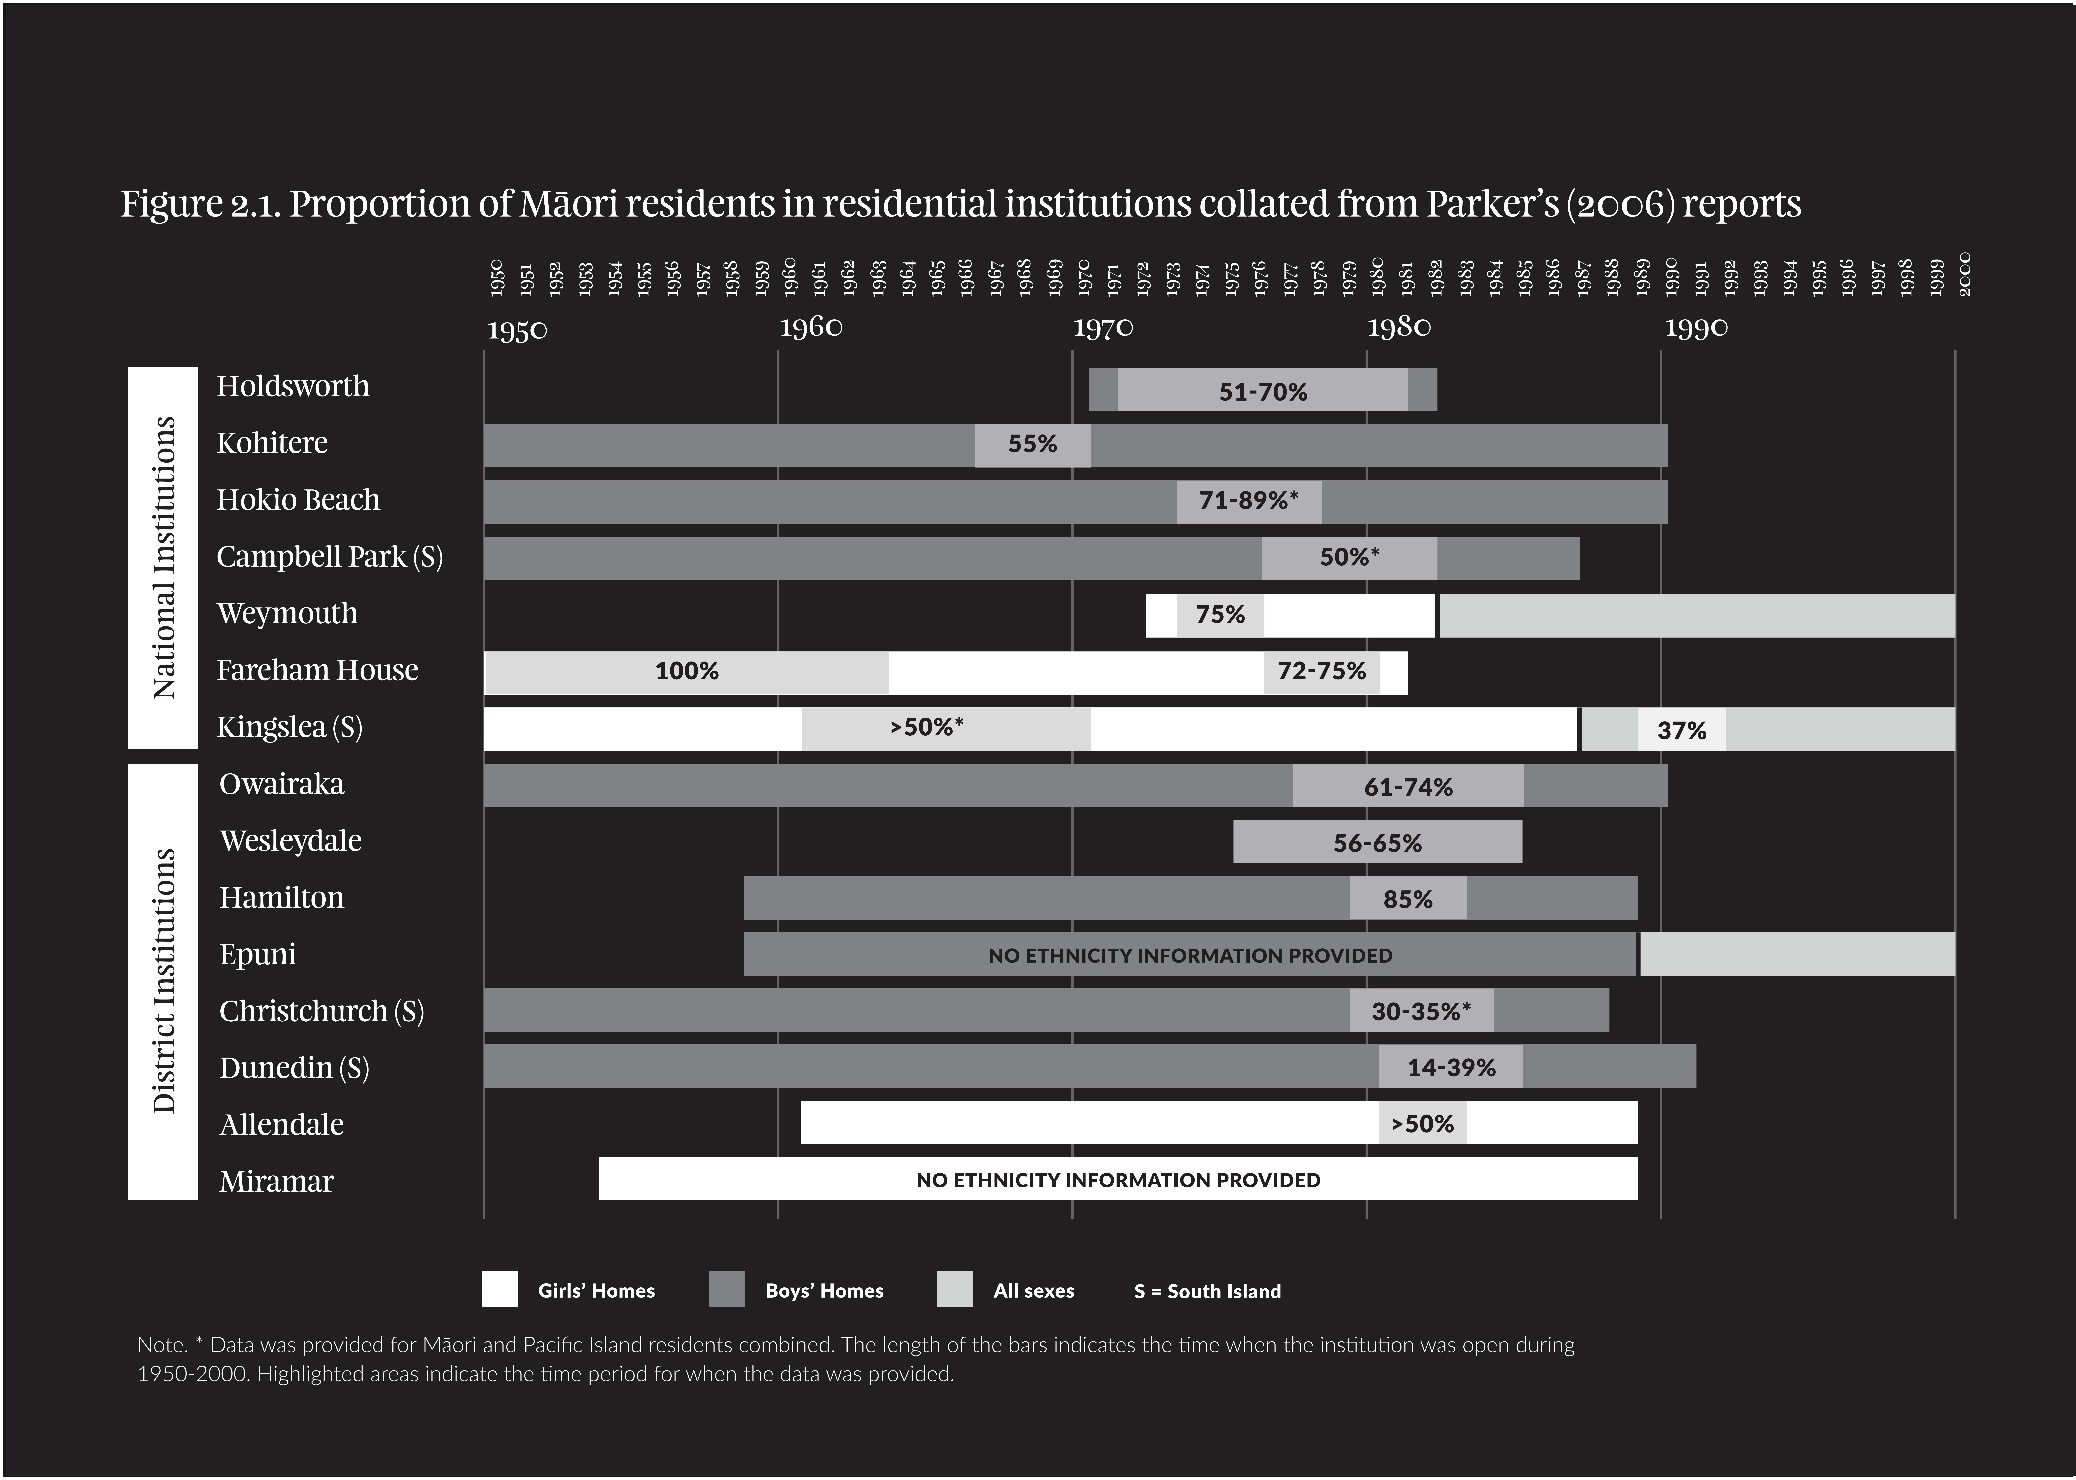 Figure 2.1. Proportion of Māori residents in residential institutions collated from Parker’s (2006) reports
1950 1951 1952 1953 1954 1955 1956 1957 1958 1959 1960 1961 1962 1963 1964 1965 1966 1967 1968 1969 1970 1971 1972 1973 1974 1975 1976 1977 1978 1979 1980 1981 1982 1983 1984 1985 1986 1987 1988 1989 1990 1991 1992 1993 1994 1995 1996 1997 1998 1999 2000
1950 1960 1970 1980 1990
National Institutions
Holdsworth 51-70%
Kohitere 55%
Hokio Beach 71-89%*
Campbell Park (S) 50%*
Weymouth 75%
Fareham House 100% 72-75%
Kingslea (S) >50%* 37%
District Institutions
Owairaka 61-74%
Wesleydale 56-65%
Hamilton 85%
Epuni NO ETHNICITY INFORMATION PROVIDED
Christchurch (S) 30-35%*
Dunedin (S) 14-39%
Allendale >50%
Miramar NO ETHNICITY INFORMATION PROVIDED
Girls’ Homes Boys’ Homes All sexes S = South Island
Note. * Data was provided for Māori and Pacific Island residents combined. The length of the bars indicates the time when the institution was open during
1950-2000. Highlighted areas indicate the time period for when the data was provided.